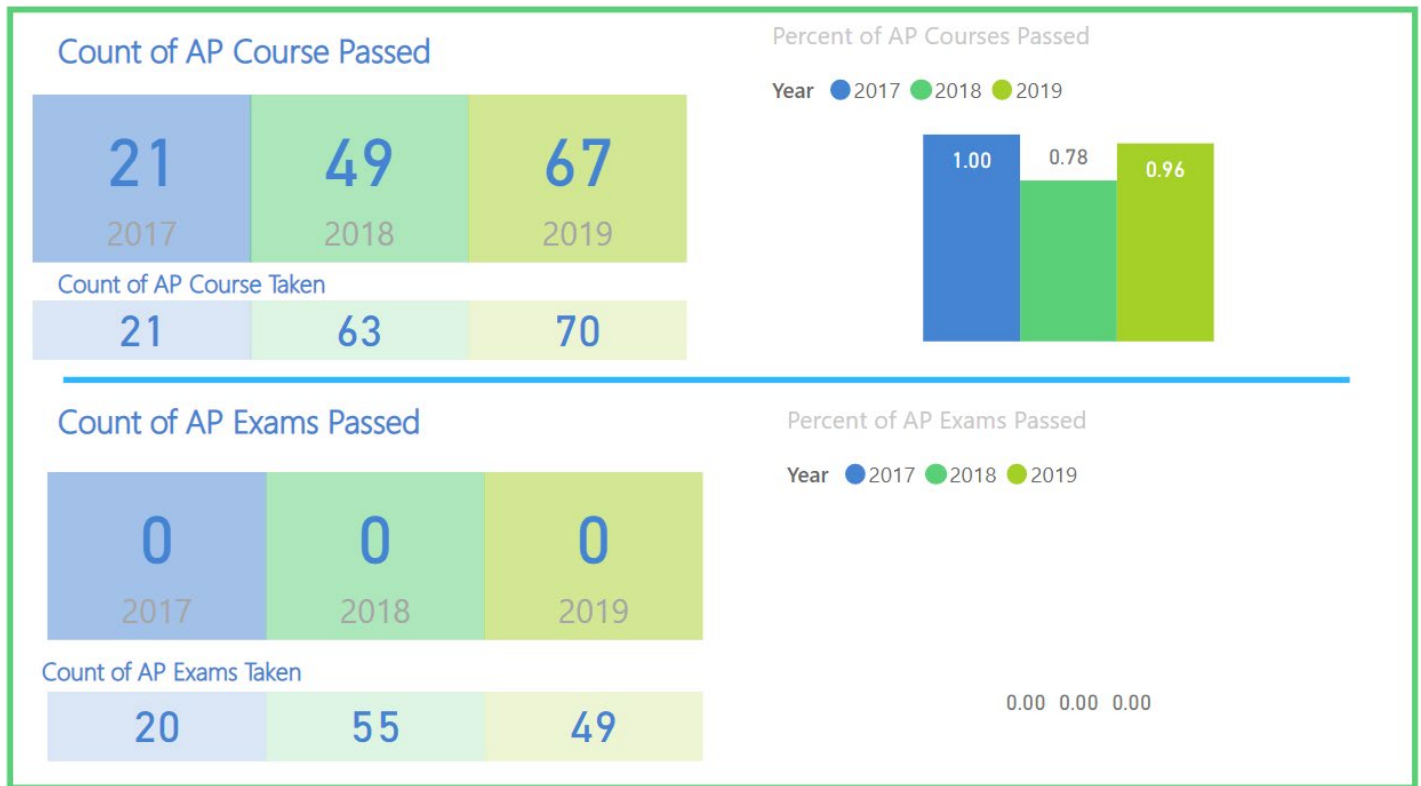 Count of AP Course Passed
21 49 67
2017 2018 2019
Count of AP Course Taken
21 63 70
Percent of AP Courses Passed
Year 2017 2018 2019
1.00 0.78 0.96
Count of AP Exams Passed
0 0 0
2017 2018 2019
Count of AP Exams Taken
20 55 49
Percent of AP Exams Passed
Year 2017 2018 2019
0.00 0.00 0.00